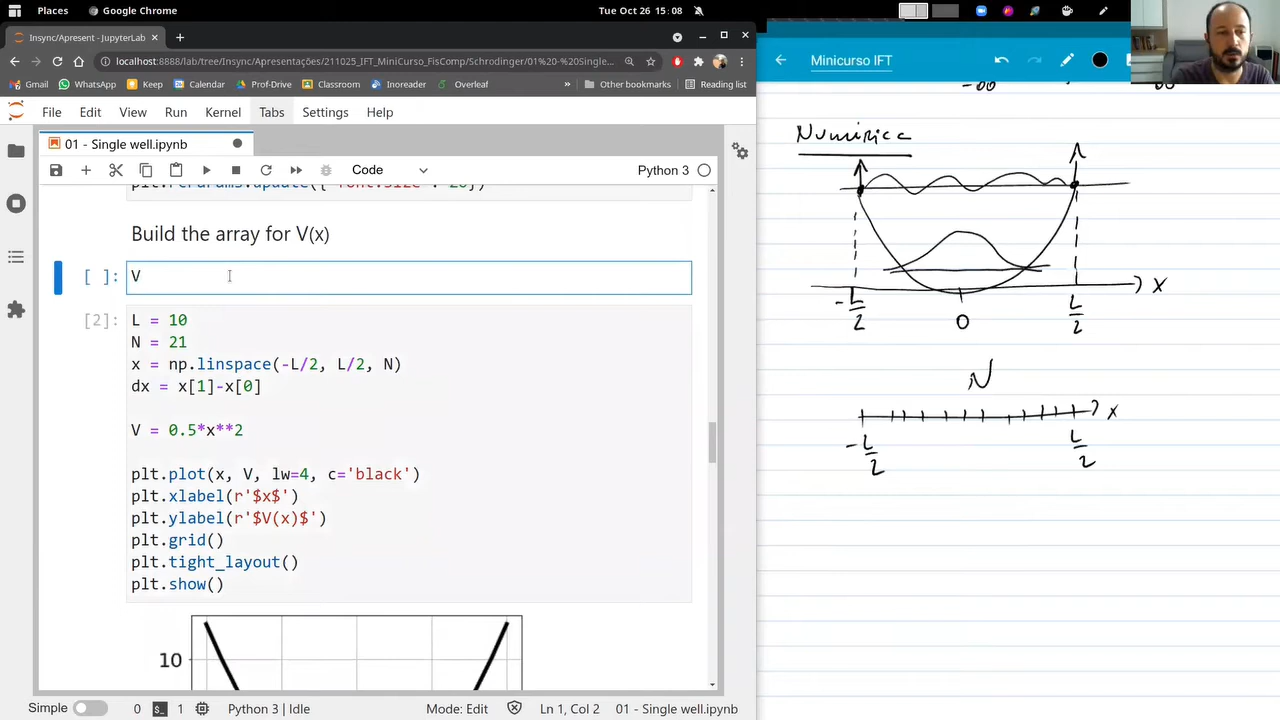 Places
Google Chrome
Tue Oct 26  15:08
Insync/Apresent - JupyterLab
localhost:8888/lab/tree/Insync/Apresentações/211025_IFT_MiniCurso_FisComp/Schrodinger/01%20-%20Single...
Gmail
WhatsApp
Calendar
Prof-Drive
Classroom
Inoreader
Overleaf
»
Other bookmarks
Reading list
File Edit View Run Kernel Tabs Settings Help
01 - Single well.ipynb
Code
Python 3
Build the array for V(x)
[ ]: V
[2]: L = 10
N = 21
x = np.linspace(-L/2, L/2, N)
dx = x[1]-x[0]
V = 0.5*x**2
plt.plot(x, V, lw=4, c='black')
plt.xlabel(r'$x$')
plt.ylabel(r'$V(x)$')
plt.grid()
plt.tight_layout()
plt.show()
10
Simple
0
1
Python 3 | Idle
Mode: Edit
Ln 1, Col 2
01 - Single well.ipynb
Minicurso IFT
-∞
∞
Numérica
x
-L/2
0
L/2
N
x
-L/2
L/2